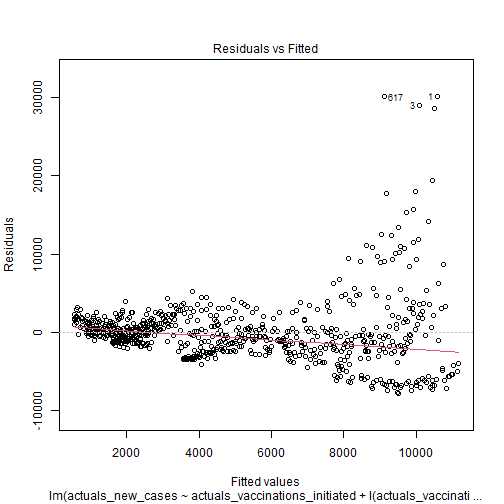 Residuals vs Fitted
30000
20000
10000
0
-10000
Residuals
617
1
3
2000 4000 6000 8000 10000
Fitted values
lm(actuals_new_cases ~ actuals_vaccinations_initiated + I(actuals_vaccinati ...